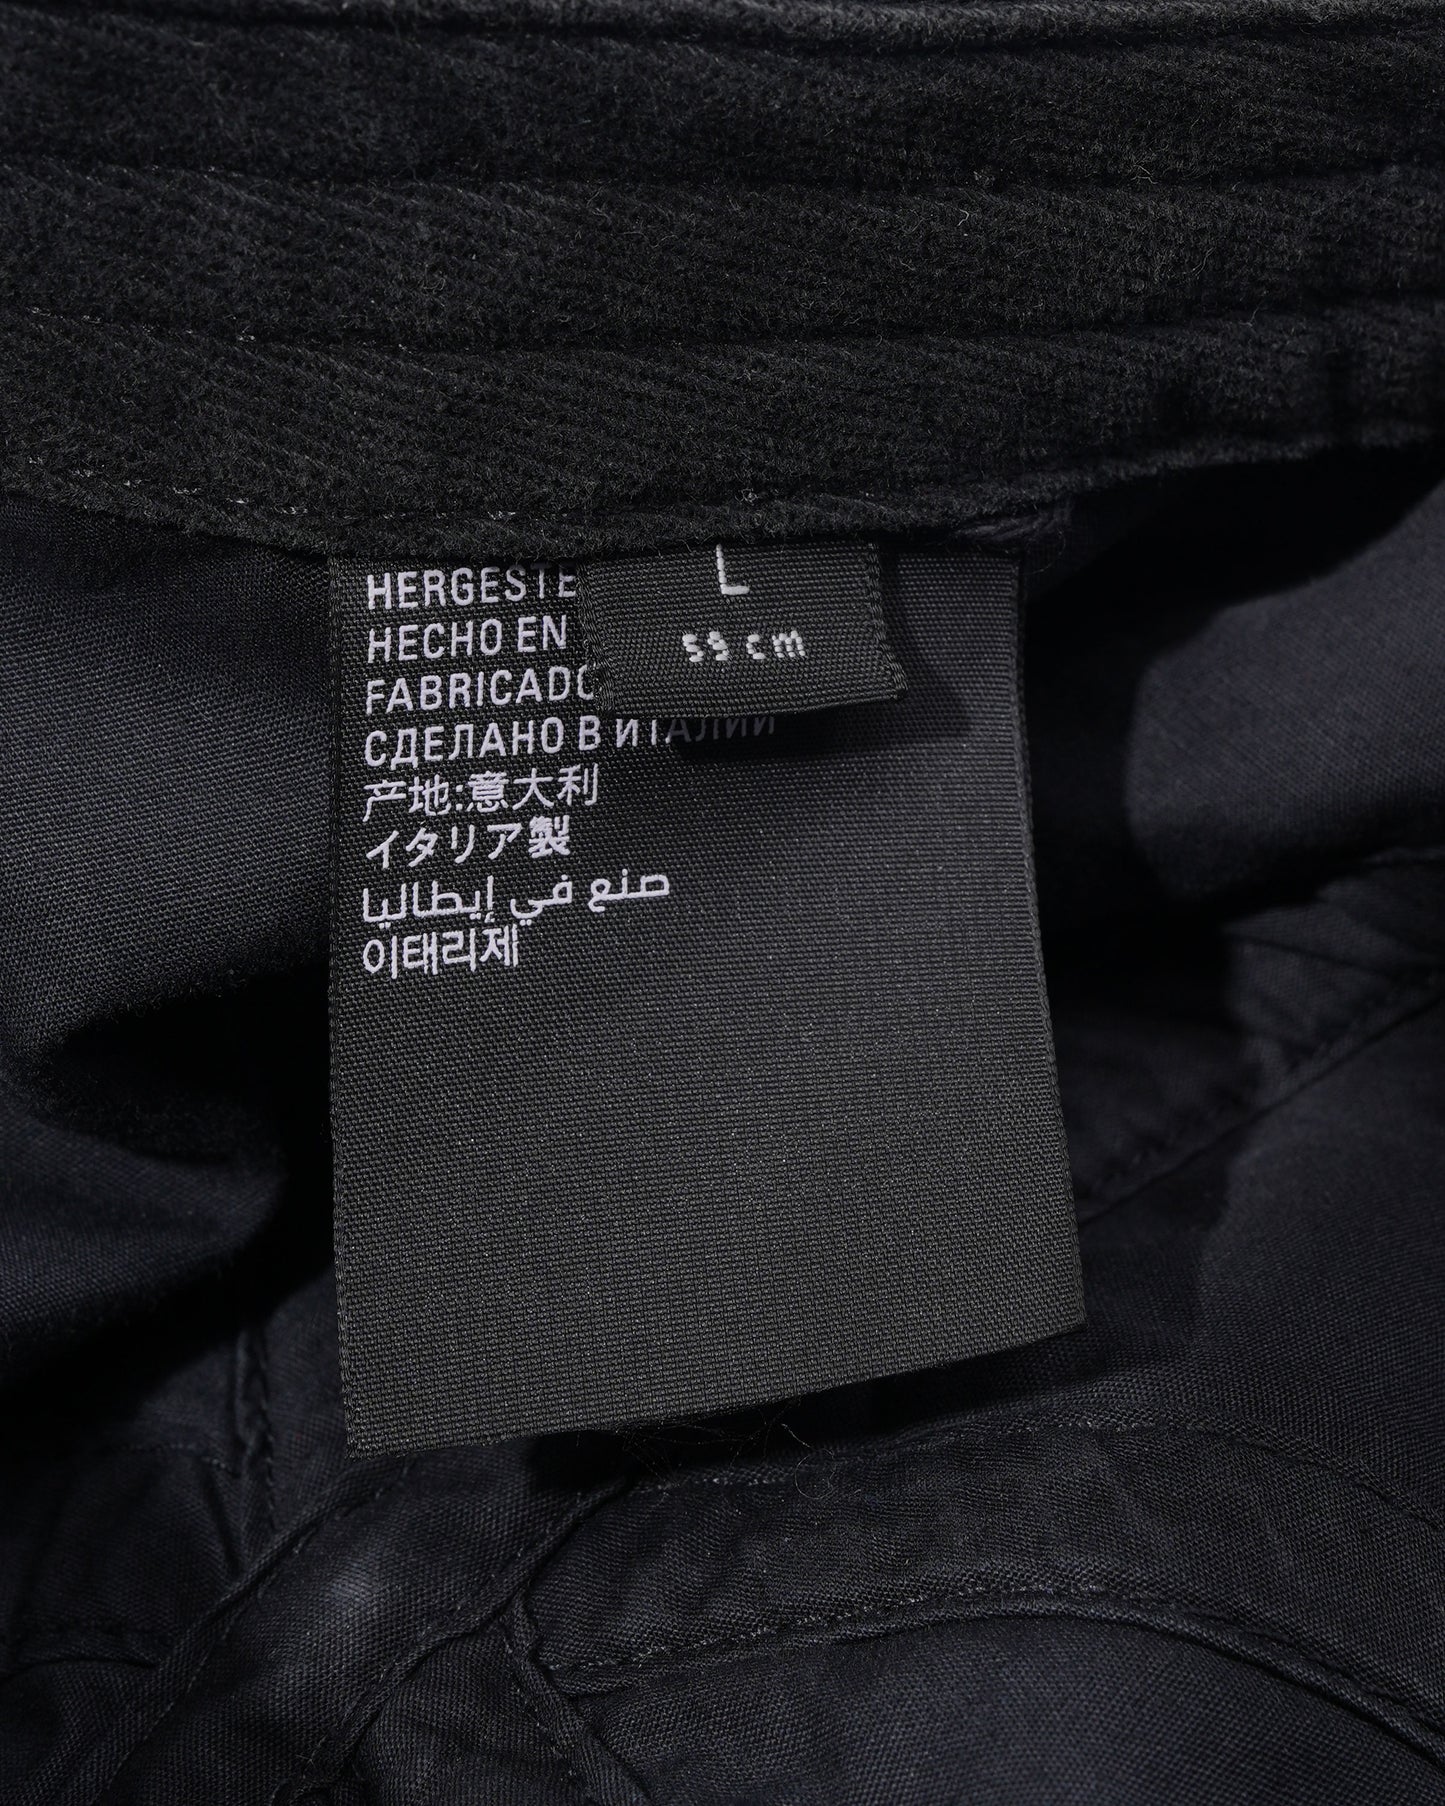 L
59 cm
HERGESTE
HECHO EN
FABRICADO
СДЕЛАНО В ИТАЛИИ
产地:意大利
イタリア製
صنع في إيطاليا
이태리제